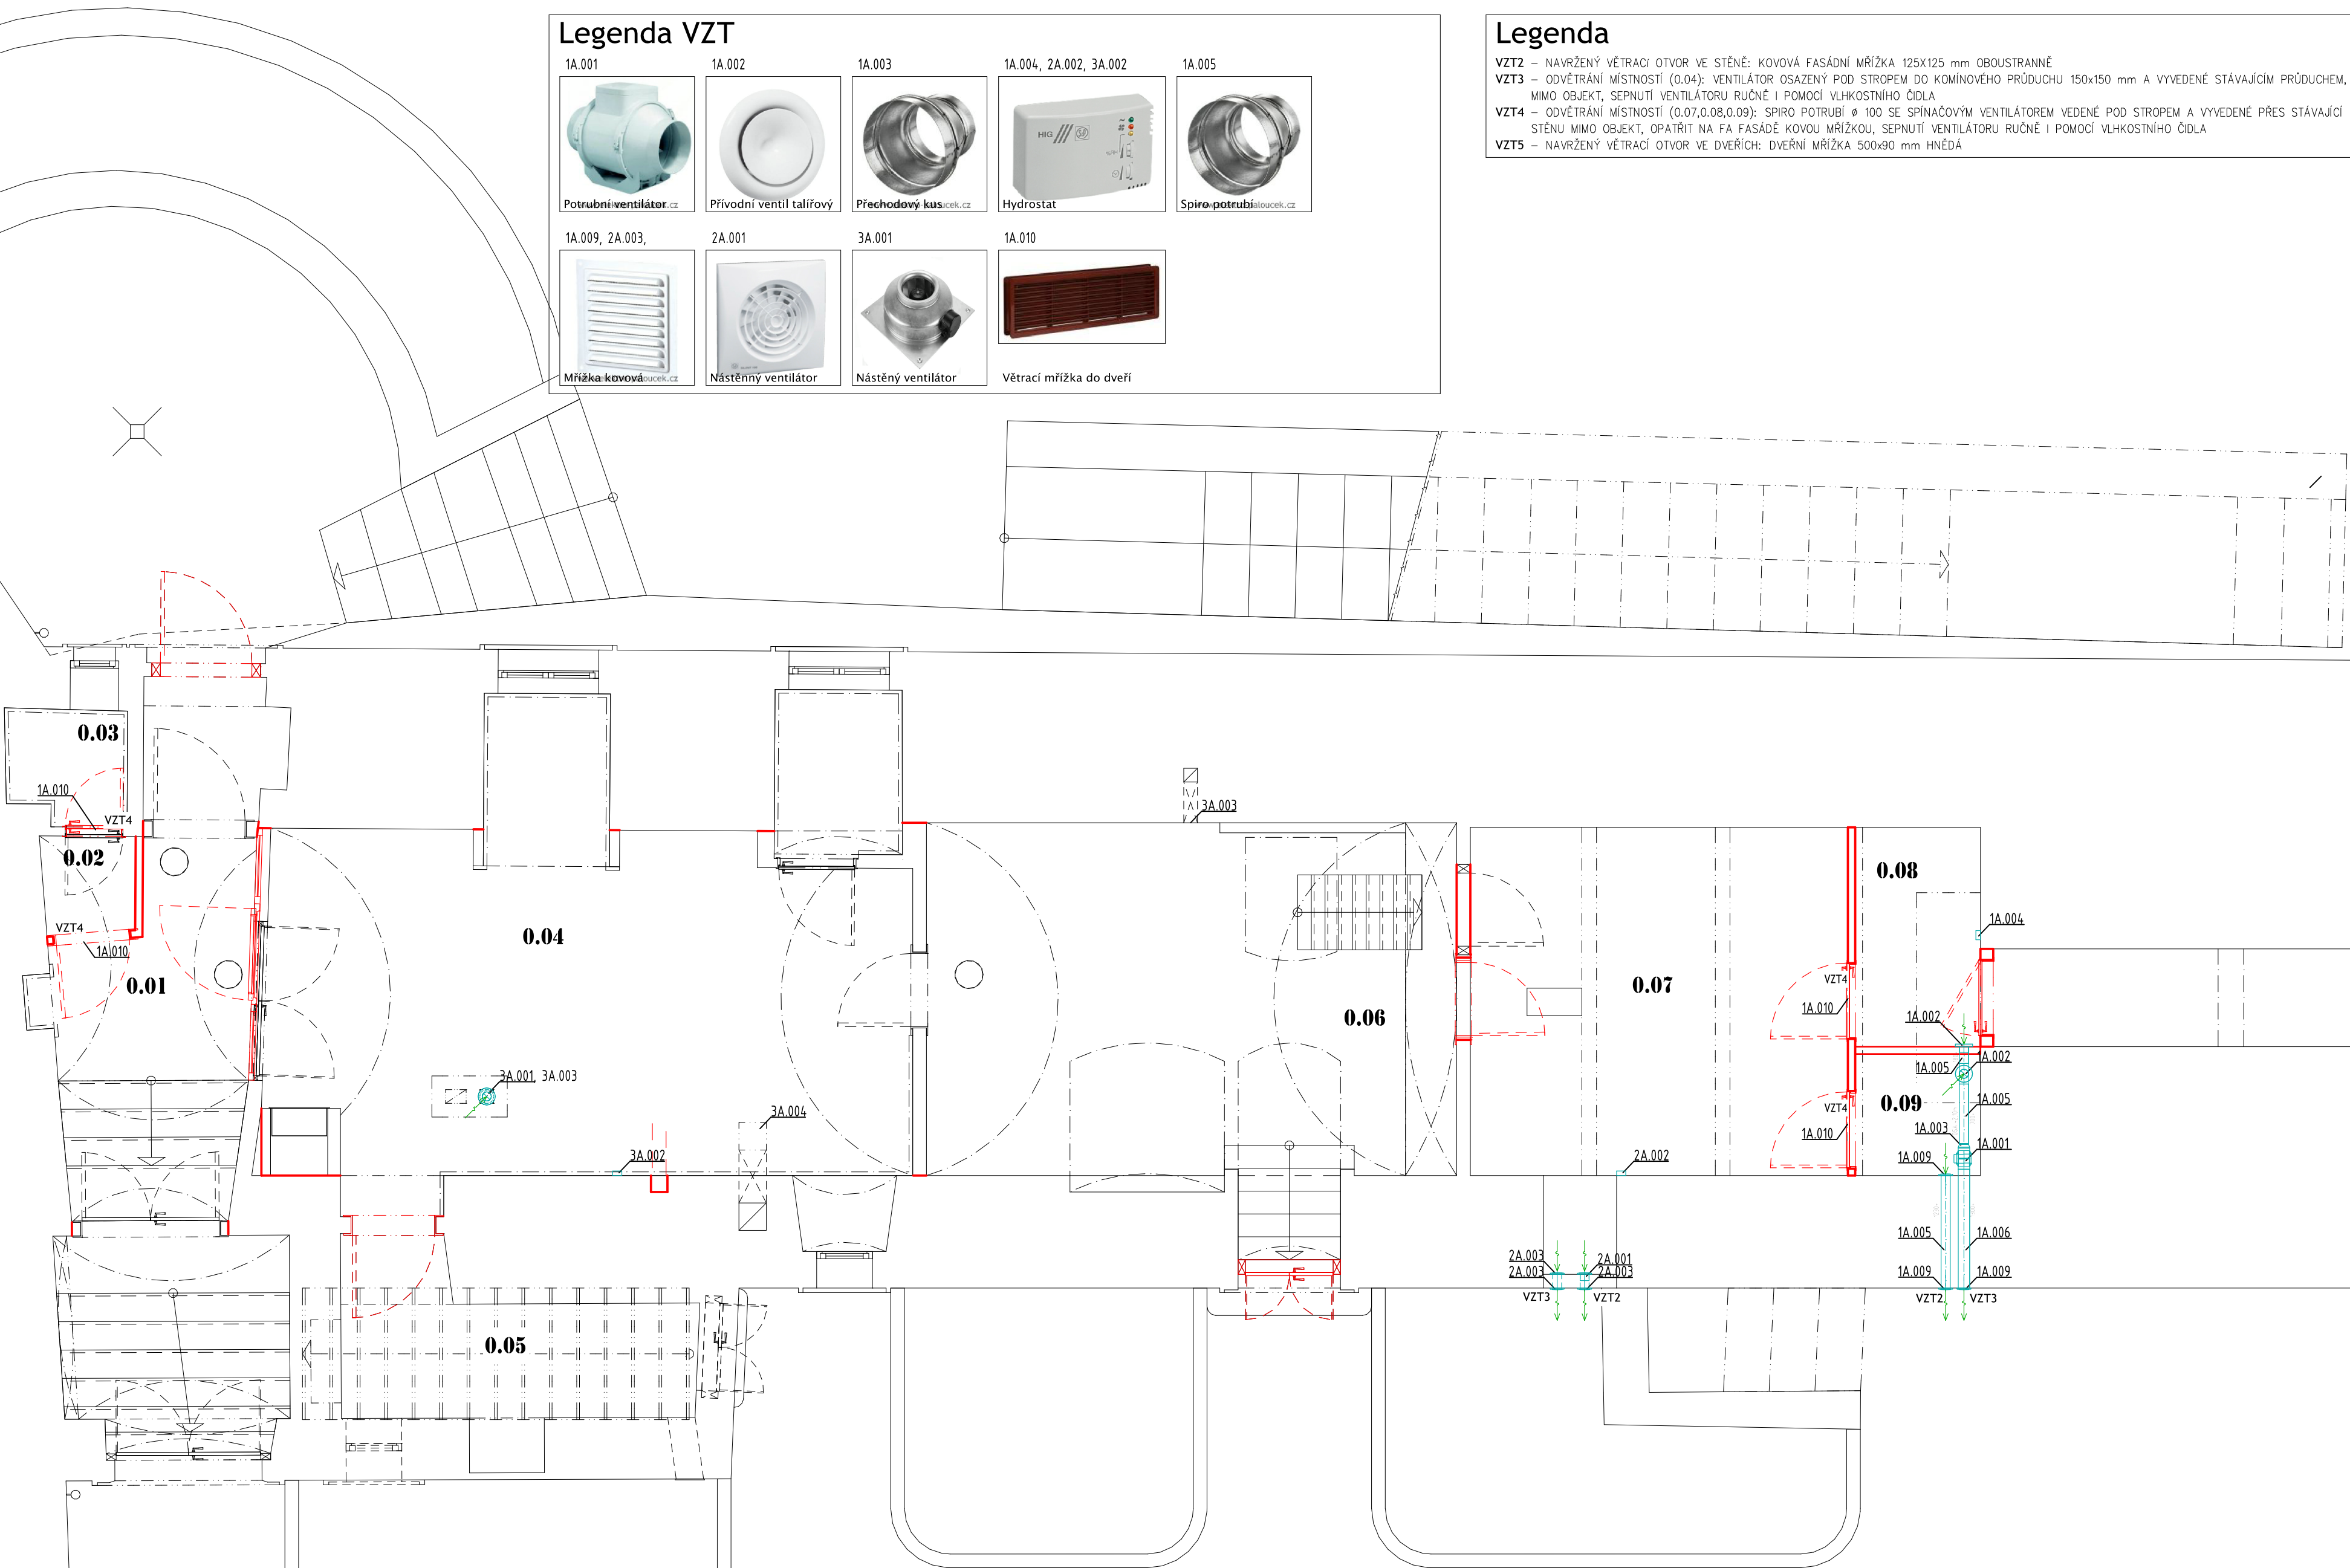 Legenda VZT
1A.001
1A.002
1A.003
1A.004, 2A.002, 3A.002
1A.005
HIG
Potrubní ventilátor
Přívodní ventil talířový
Přechodový kus
Hydrostat
Spiro potrubí
1A.009, 2A.003,
2A.001
3A.001
1A.010
Mřížka kovová
Nástěnný ventilátor
Nástěný ventilátor
Větrací mřížka do dveří
Legenda
VZT2 – NAVRŽENÝ VĚTRACí OTVOR VE STĚNĚ: KOVOVÁ FASÁDNÍ MŘÍŽKA 125X125 mm OBOUSTRANNĚ
VZT3 – ODVĚTRÁNÍ MÍSTNOSTÍ (0.04): VENTILÁTOR OSAZENÝ POD STROPEM DO KOMÍNOVÉHO PRŮDUCHU 150x150 mm A VYVEDENÉ STÁVAJÍCÍM PRŮDUCHEM,
MIMO OBJEKT, SEPNUTÍ VENTILÁTORU RUČNĚ I POMOCÍ VLHKOSTNÍHO ČIDLA
VZT4 – ODVĚTRÁNÍ MÍSTNOSTÍ (0.07,0.08,0.09): SPIRO POTRUBÍ ø 100 SE SPÍNAČOVÝM VENTILÁTOREM VEDENÉ POD STROPEM A VYVEDENÉ PŘES STÁVAJÍCÍ
STĚNU MIMO OBJEKT, OPATŘIT NA FA FASÁDĚ KOVOU MŘÍŽKOU, SEPNUTÍ VENTILÁTORU RUČNĚ I POMOCÍ VLHKOSTNÍHO ČIDLA
VZT5 – NAVRŽENÝ VĚTRACÍ OTVOR VE DVEŘÍCH: DVEŘNÍ MŘÍŽKA 500x90 mm HNĚDÁ
0.03
1A.010
VZT4
0.02
VZT4
1A.010
0.01
0.04
3A.001, 3A.003
3A.002
3A.004
0.05
3A.003
0.06
0.07
0.08
1A.004
VZT4
1A.010
1A.002
1A.002
1A.005
0.09
1A.005
VZT4
1A.010
1A.003
1A.001
1A.009
2A.002
1A.005
1A.006
2A.003
2A.001
2A.003
2A.003
1A.009
1A.009
VZT3
VZT2
VZT2
VZT3